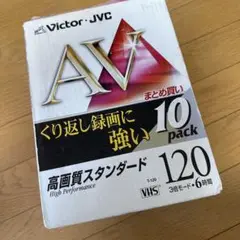 Victor・JVC
AV
まとめ買い
くり返し録画に
強い
10
pack
高画質スタンダード
High Performance
T-120
VHS
120
3倍モード・6時間